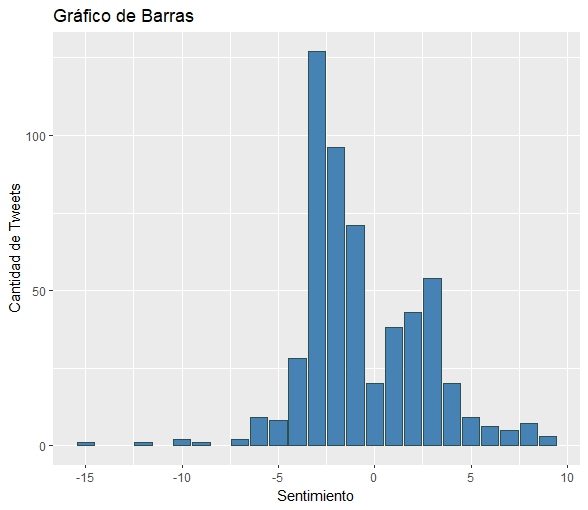 Gráfico de Barras
Cantidad de Tweets
100
50
0
-15 -10 -5 0 5 10
Sentimiento